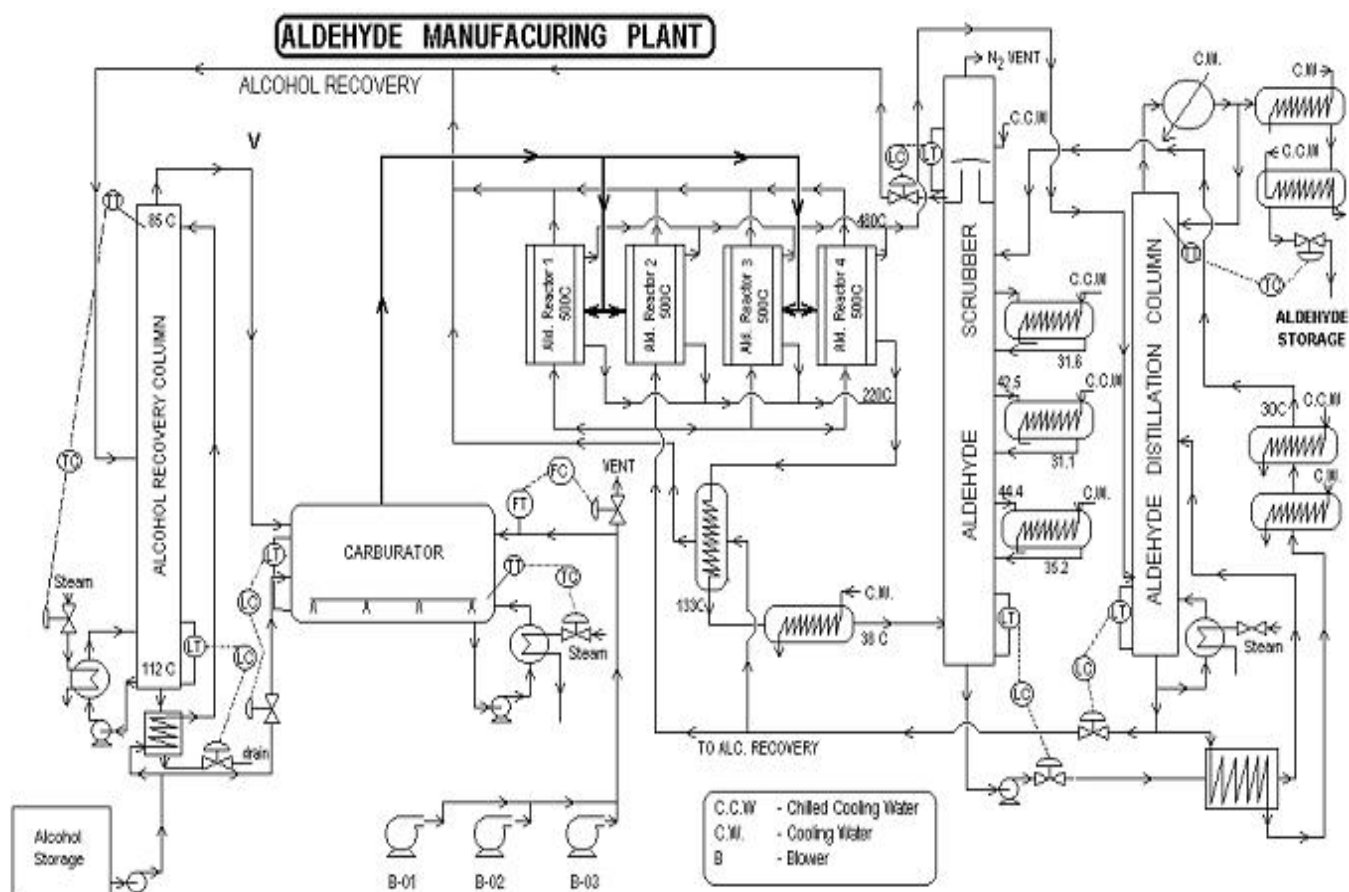 ALDEHYDE MANUFACURING PLANT
ALCOHOL RECOVERY
V
N2 VENT
C.W.
C.W
C.C.W
C.C.W
LC
LT
TT
85 C
480C
Ald. Reactor 1
500C
Ald. Reactor 2
500C
Ald. Reactor 3
500C
Ald. Reactor 4
500C
TT
TC
ALDEHYDE
STORAGE
C.C.W
31.6
42.5
C.C.W
31.1
44.4
C.W.
35.2
220C
30C
C.C.W
C.W.
ALCOHOL RECOVERY COLUMN
ALDEHYDE SCRUBBER
ALDEHYDE DISTILLATION COLUMN
TC
VENT
FC
FT
CARBURATOR
LT
LC
TT
TC
Steam
Steam
133C
C.W.
38 C
LT
LC
LT
LC
Steam
112 C
LT
LC
drain
TO ALC. RECOVERY
Alcohol
Storage
B-01
B-02
B-03
C.C.W - Chilled Cooling Water
C.W. - Cooling Water
B - Blower